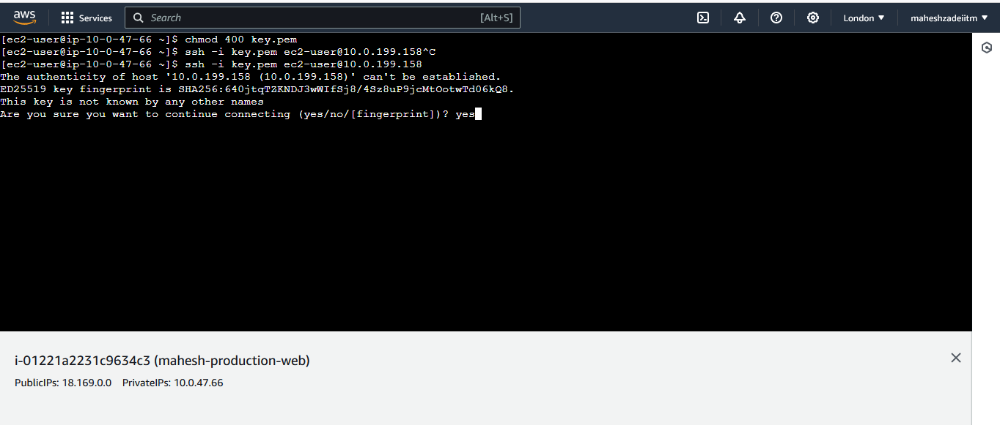 aws Services Search [Alt+S] London maheshzadeiitm
[ec2-user@ip-10-0-47-66 ~]$ chmod 400 key.pem
[ec2-user@ip-10-0-47-66 ~]$ ssh -i key.pem ec2-user@10.0.199.158^C
[ec2-user@ip-10-0-47-66 ~]$ ssh -i key.pem ec2-user@10.0.199.158
The authenticity of host '10.0.199.158 (10.0.199.158)' can't be established.
ED25519 key fingerprint is SHA256:640jtqTZKNDJ3wWIfSj8/4Sz8uP9jcMtOotwTd06kQ8.
This key is not known by any other names
Are you sure you want to continue connecting (yes/no/[fingerprint])? yes
i-01221a2231c9634c3 (mahesh-production-web)
PublicIPs: 18.169.0.0 PrivateIPs: 10.0.47.66